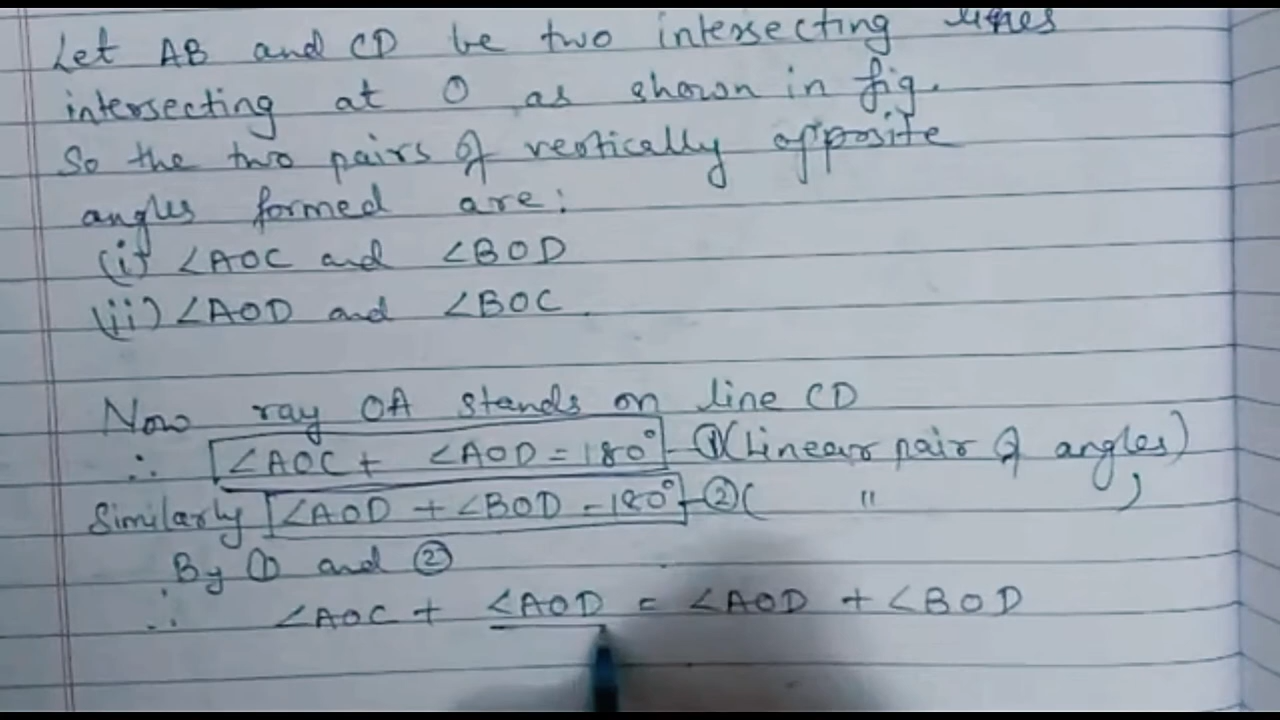 Let AB and CD be two intersecting lines
intersecting at O as shown in fig.
So the two pairs of vertically opposite
angles formed are:
(i) ∠AOC and ∠BOD
(ii) ∠AOD and ∠BOC.
Now ray OA stands on line CD
∴ ∠AOC + ∠AOD = 180° - ① (Linear pair of angles)
Similarly ∠AOD + ∠BOD = 180° - ② ( " )
By ① and ②
∴ ∠AOC + ∠AOD = ∠AOD + ∠BOD